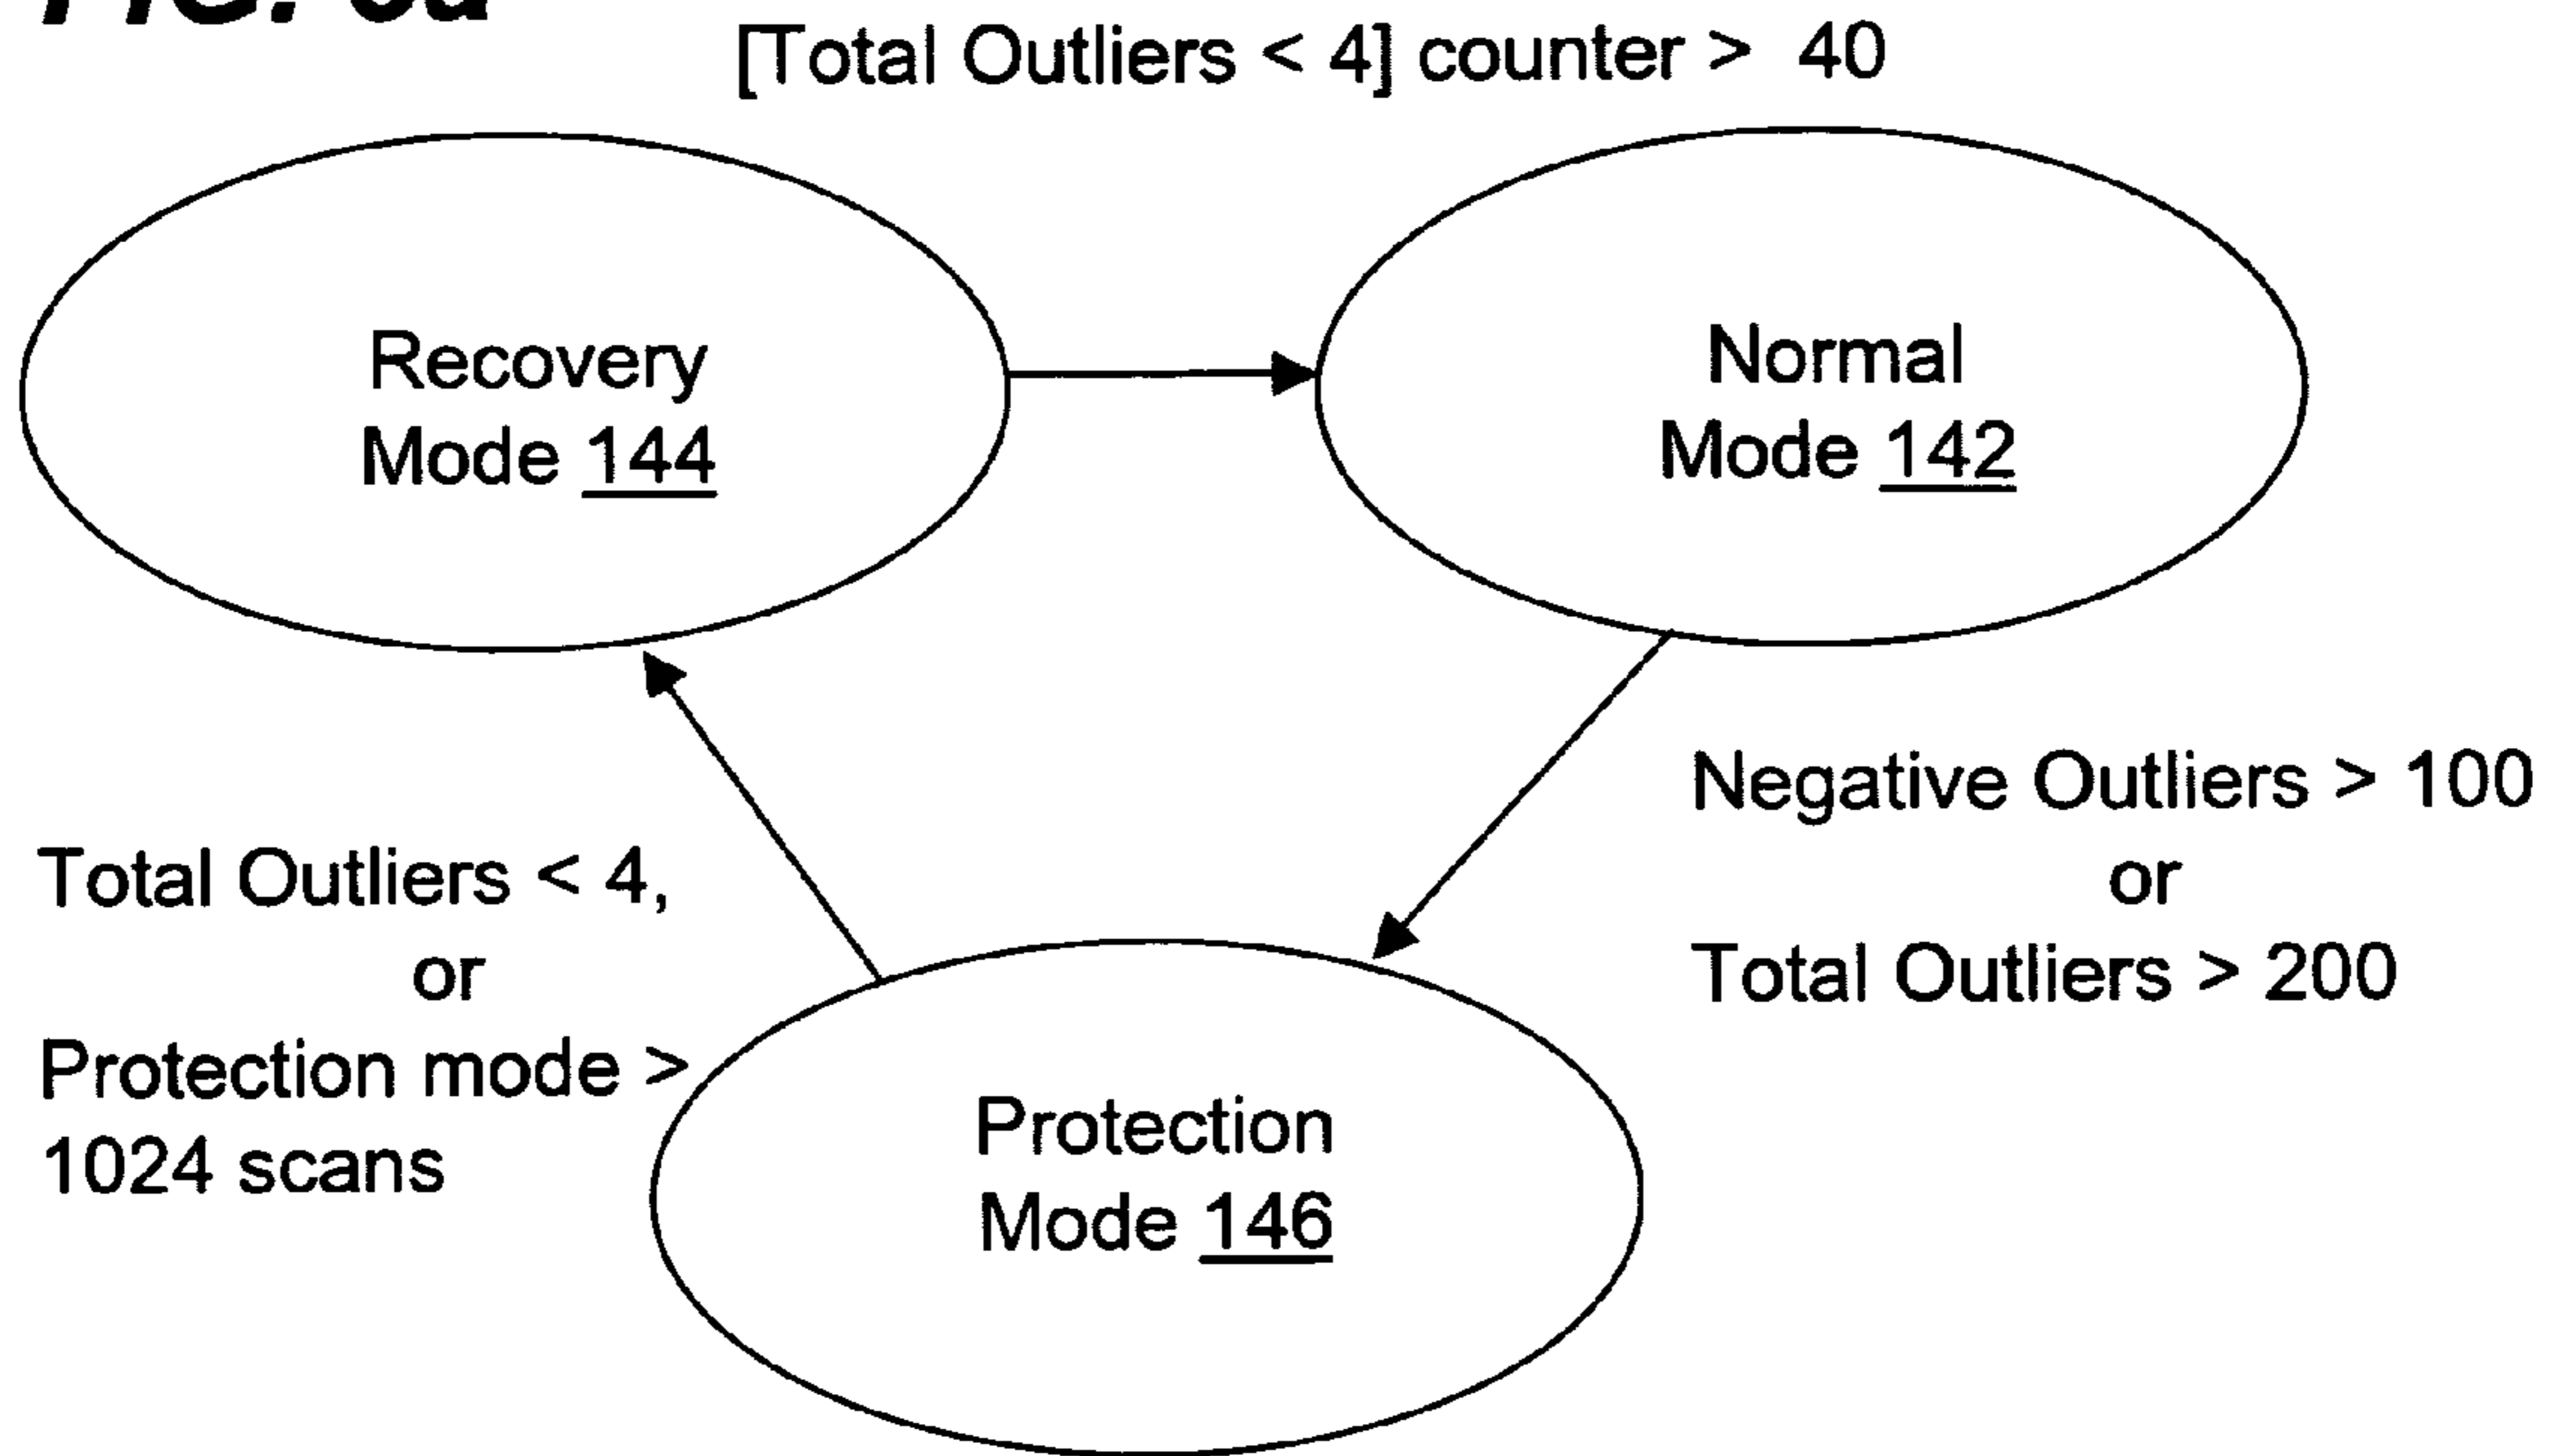 [Total Outliers < 4] counter > 40
Recovery
Mode 144
Normal
Mode 142
Negative Outliers > 100
or
Total Outliers > 200
Total Outliers < 4,
or
Protection mode >
1024 scans
Protection
Mode 146